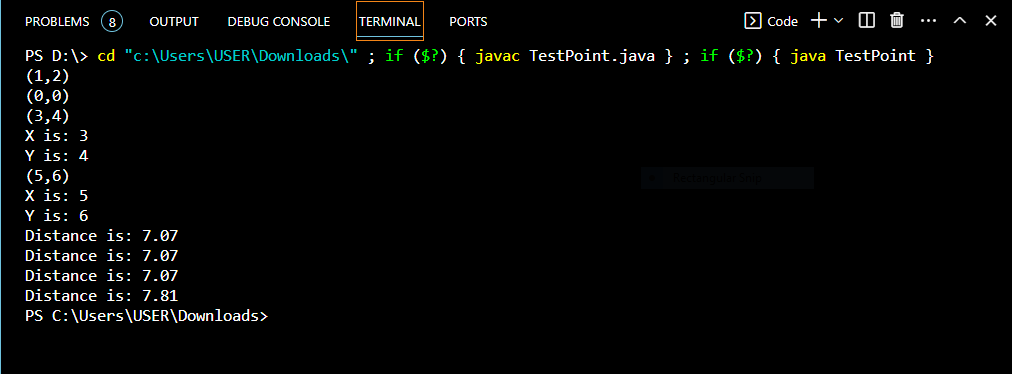 PROBLEMS 8 OUTPUT DEBUG CONSOLE TERMINAL PORTS Code
PS D:\> cd "c:\Users\USER\Downloads\" ; if ($?) { javac TestPoint.java } ; if ($?) { java TestPoint }
(1,2)
(0,0)
(3,4)
X is: 3
Y is: 4
(5,6)
X is: 5
Y is: 6
Distance is: 7.07
Distance is: 7.07
Distance is: 7.07
Distance is: 7.81
PS C:\Users\USER\Downloads>